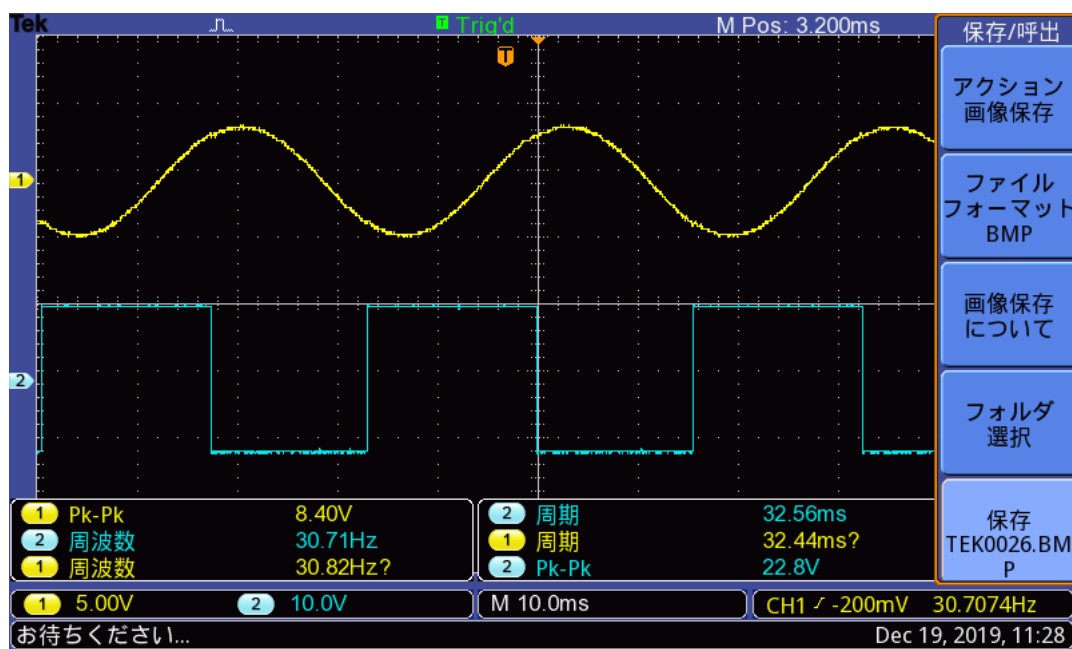 Tek
Trig'd
M Pos: 3.200ms
保存/呼出
T
アクション
画像保存
1
ファイル
フォーマット
BMP
画像保存
について
2
フォルダ
選択
1 Pk-Pk 8.40V
2 周波数 30.71Hz
1 周波数 30.82Hz?
2 周期 32.56ms
1 周期 32.44ms?
2 Pk-Pk 22.8V
保存
TEK0026.BM
P
1 5.00V 2 10.0V M 10.0ms CH1 -200mV 30.7074Hz
お待ちください... Dec 19, 2019, 11:28